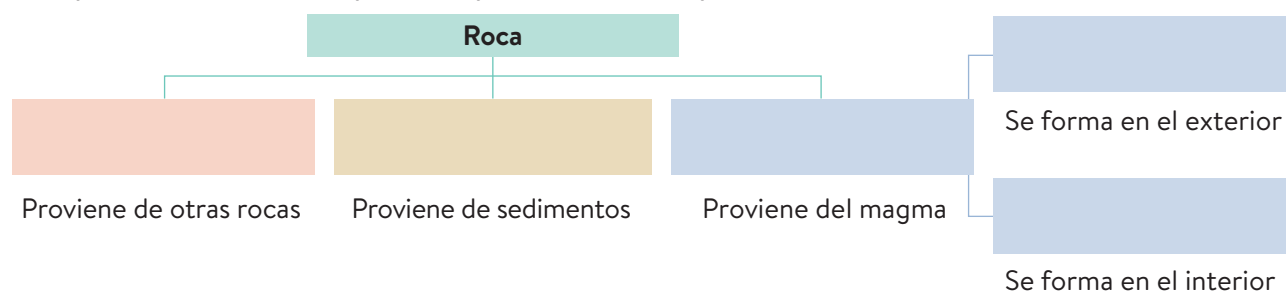 Roca
Se forma en el exterior
Proviene de otras rocas
Proviene de sedimentos
Proviene del magma
Se forma en el interior